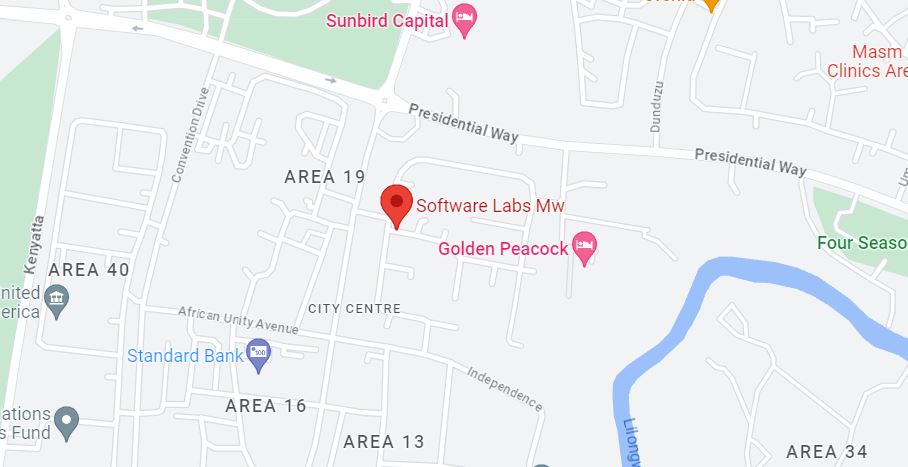 Sunbird Capital
Masm
Clinics Are
Presidential Way
Dunduzu
Presidential Way
Convention Drive
AREA 19
Software Labs Mw
Kenyatta
Golden Peacock
Four Seaso
AREA 40
nited
erica
CITY CENTRE
African Unity Avenue
Standard Bank
Independence
AREA 16
ations
s Fund
AREA 13
Lilongw
AREA 34